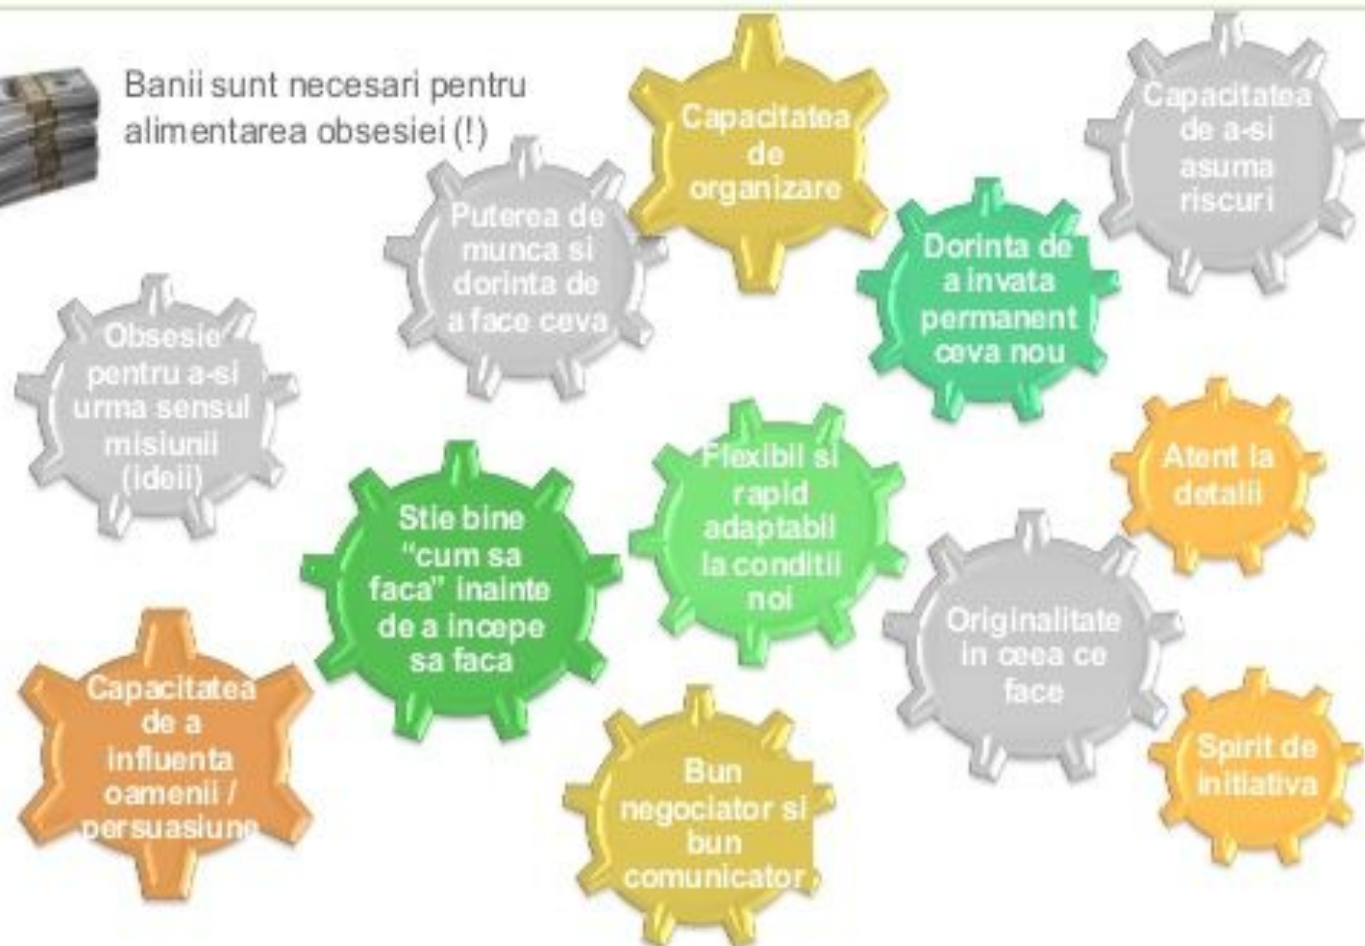 Banii sunt necesari pentru
alimentarea obsesiei (!)
Capacitatea
de
organizare
Capacitatea
de a-si
asuma
riscuri
Puterea de
munca si
dorinta de
a face ceva
Dorinta de
a invata
permanent
ceva nou
Obsesie
pentru a-si
urma sensul
misiunii
(ideii)
Stie bine
"cum sa
faca" inainte
de a incepe
sa faca
Flexibil si
rapid
adaptabil
la conditii
noi
Atent la
detalii
Originalitate
in ceea ce
face
Capacitatea
de a
influenta
oamenii /
persuasiune
Bun
negociator si
bun
comunicator
Spirit de
initiativa